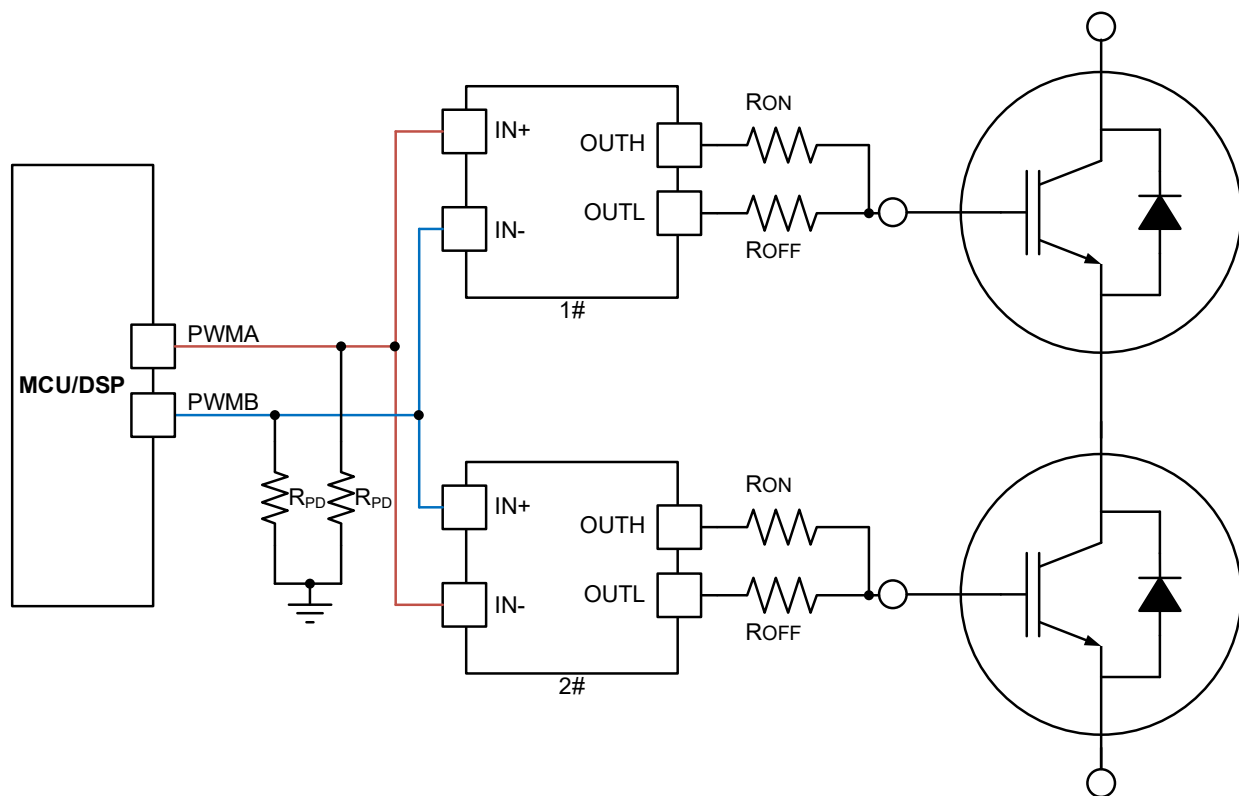 MCU/DSP
PWMA
PWMB
RPD
RPD
IN+
IN-
OUTH
OUTL
1#
RON
ROFF
IN+
IN-
OUTH
OUTL
2#
RON
ROFF